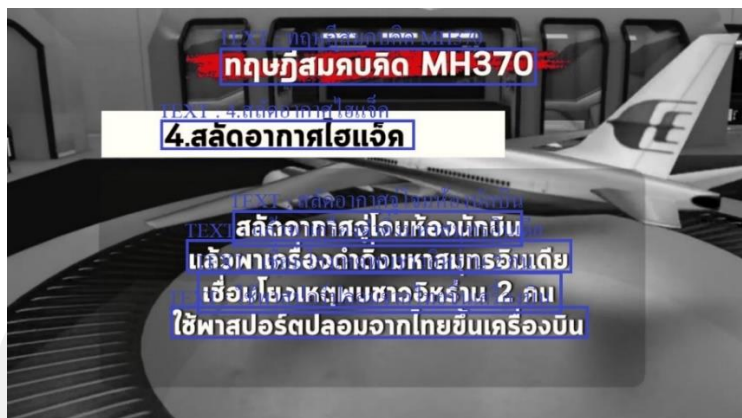 ทฤษฎีสมคบคิด MH370
4.สลัดอากาศไฮแจ็ค
สลัดอากาศจู่โจมห้องนักบิน
แล้วพาเครื่องดำดิ่งมหาสมุทรอินเดีย
เชื่อมโยงเหตุพบชาวอิหร่าน 2 คน
ใช้พาสปอร์ตปลอมจากไทยขึ้นเครื่องบิน